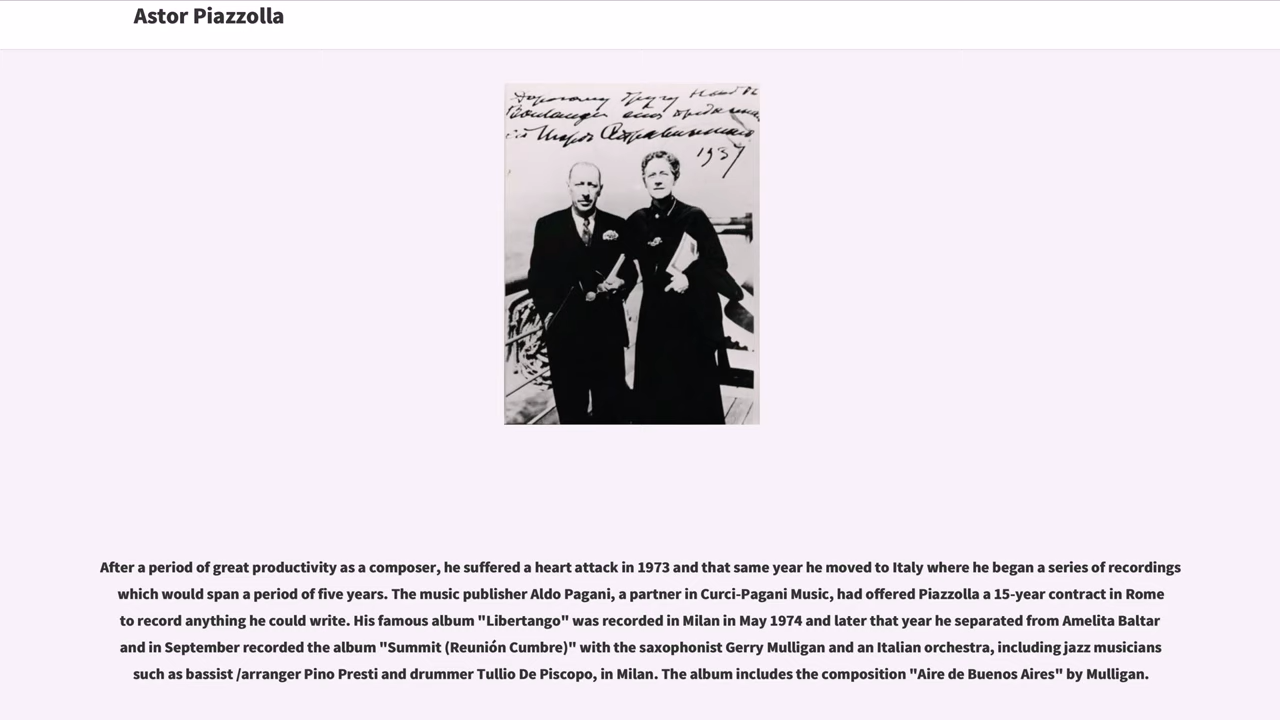 Astor Piazzolla
Дорогому другу Наде
Boulanger
Игорь Стравинский
1937
After a period of great productivity as a composer, he suffered a heart attack in 1973 and that same year he moved to Italy where he began a series of recordings
which would span a period of five years. The music publisher Aldo Pagani, a partner in Curci-Pagani Music, had offered Piazzolla a 15-year contract in Rome
to record anything he could write. His famous album "Libertango" was recorded in Milan in May 1974 and later that year he separated from Amelita Baltar
and in September recorded the album "Summit (Reunión Cumbre)" with the saxophonist Gerry Mulligan and an Italian orchestra, including jazz musicians
such as bassist /arranger Pino Presti and drummer Tullio De Piscopo, in Milan. The album includes the composition "Aire de Buenos Aires" by Mulligan.